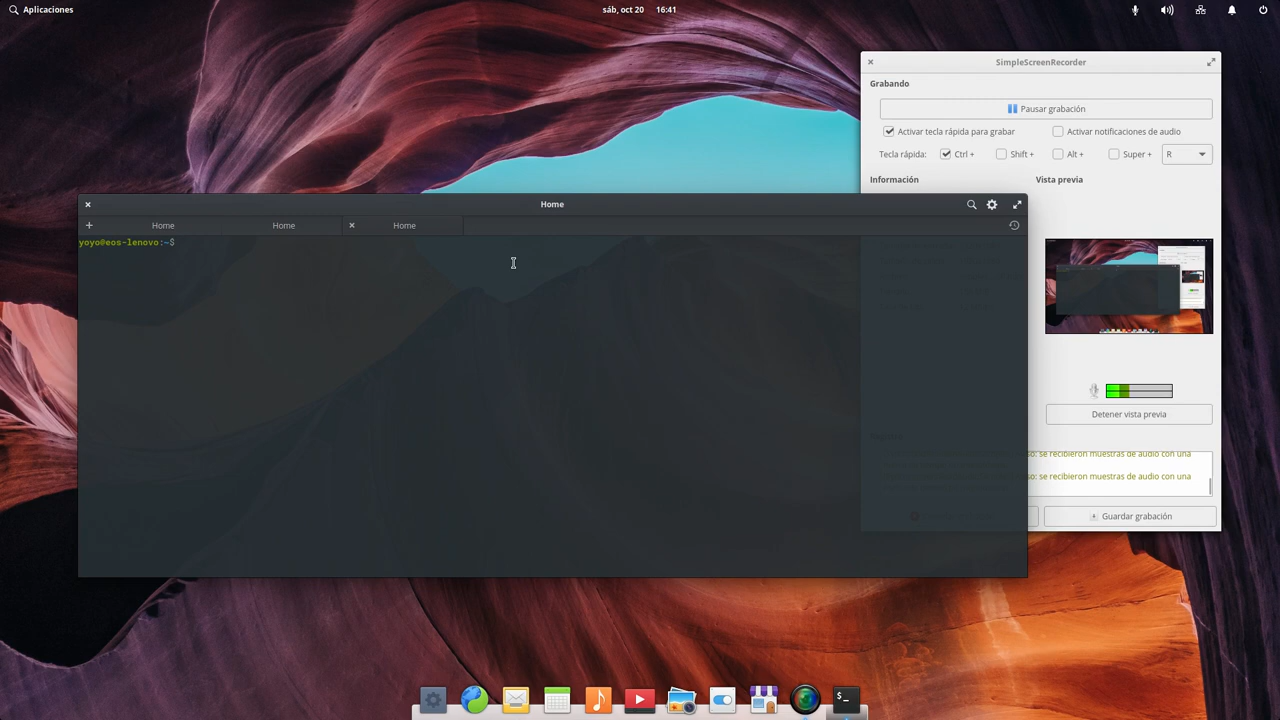 Aplicaciones
sáb, oct 20 16:41
SimpleScreenRecorder
Grabando
Pausar grabación
Activar tecla rápida para grabar
Activar notificaciones de audio
Tecla rápida:
Ctrl +
Shift +
Alt +
Super +
R
Información
Vista previa
Home
Home
Home
Home
yoyo@eos-lenovo:~$
Detener vista previa
so: se recibieron muestras de audio con una
so: se recibieron muestras de audio con una
Guardar grabación
$_